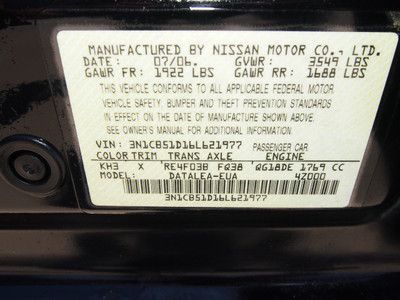 MANUFACTURED BY NISSAN MOTOR CO., LTD.
DATE: 07/06. GVWR: 3549 LBS
GAWR FR: 1922 LBS GAWR RR: 1688 LBS
THIS VEHICLE CONFORMS TO ALL APPLICABLE FEDERAL MOTOR
VEHICLE SAFETY, BUMPER AND THEFT PREVENTION STANDARDS
IN EFFECT ON THE DATE OF MANUFACTURE SHOWN ABOVE.
SEE OWNER'S MANUAL FOR ADDITIONAL INFORMATION.
VIN: 3N1CB51D16L621977 PASSENGER CAR
COLOR TRIM TRANS AXLE ENGINE
KH3 X RE4F03B FQ38 QG18DE 1769 CC
MODEL: DATALEA-EUA 4Z000
3N1CB51D16L621977